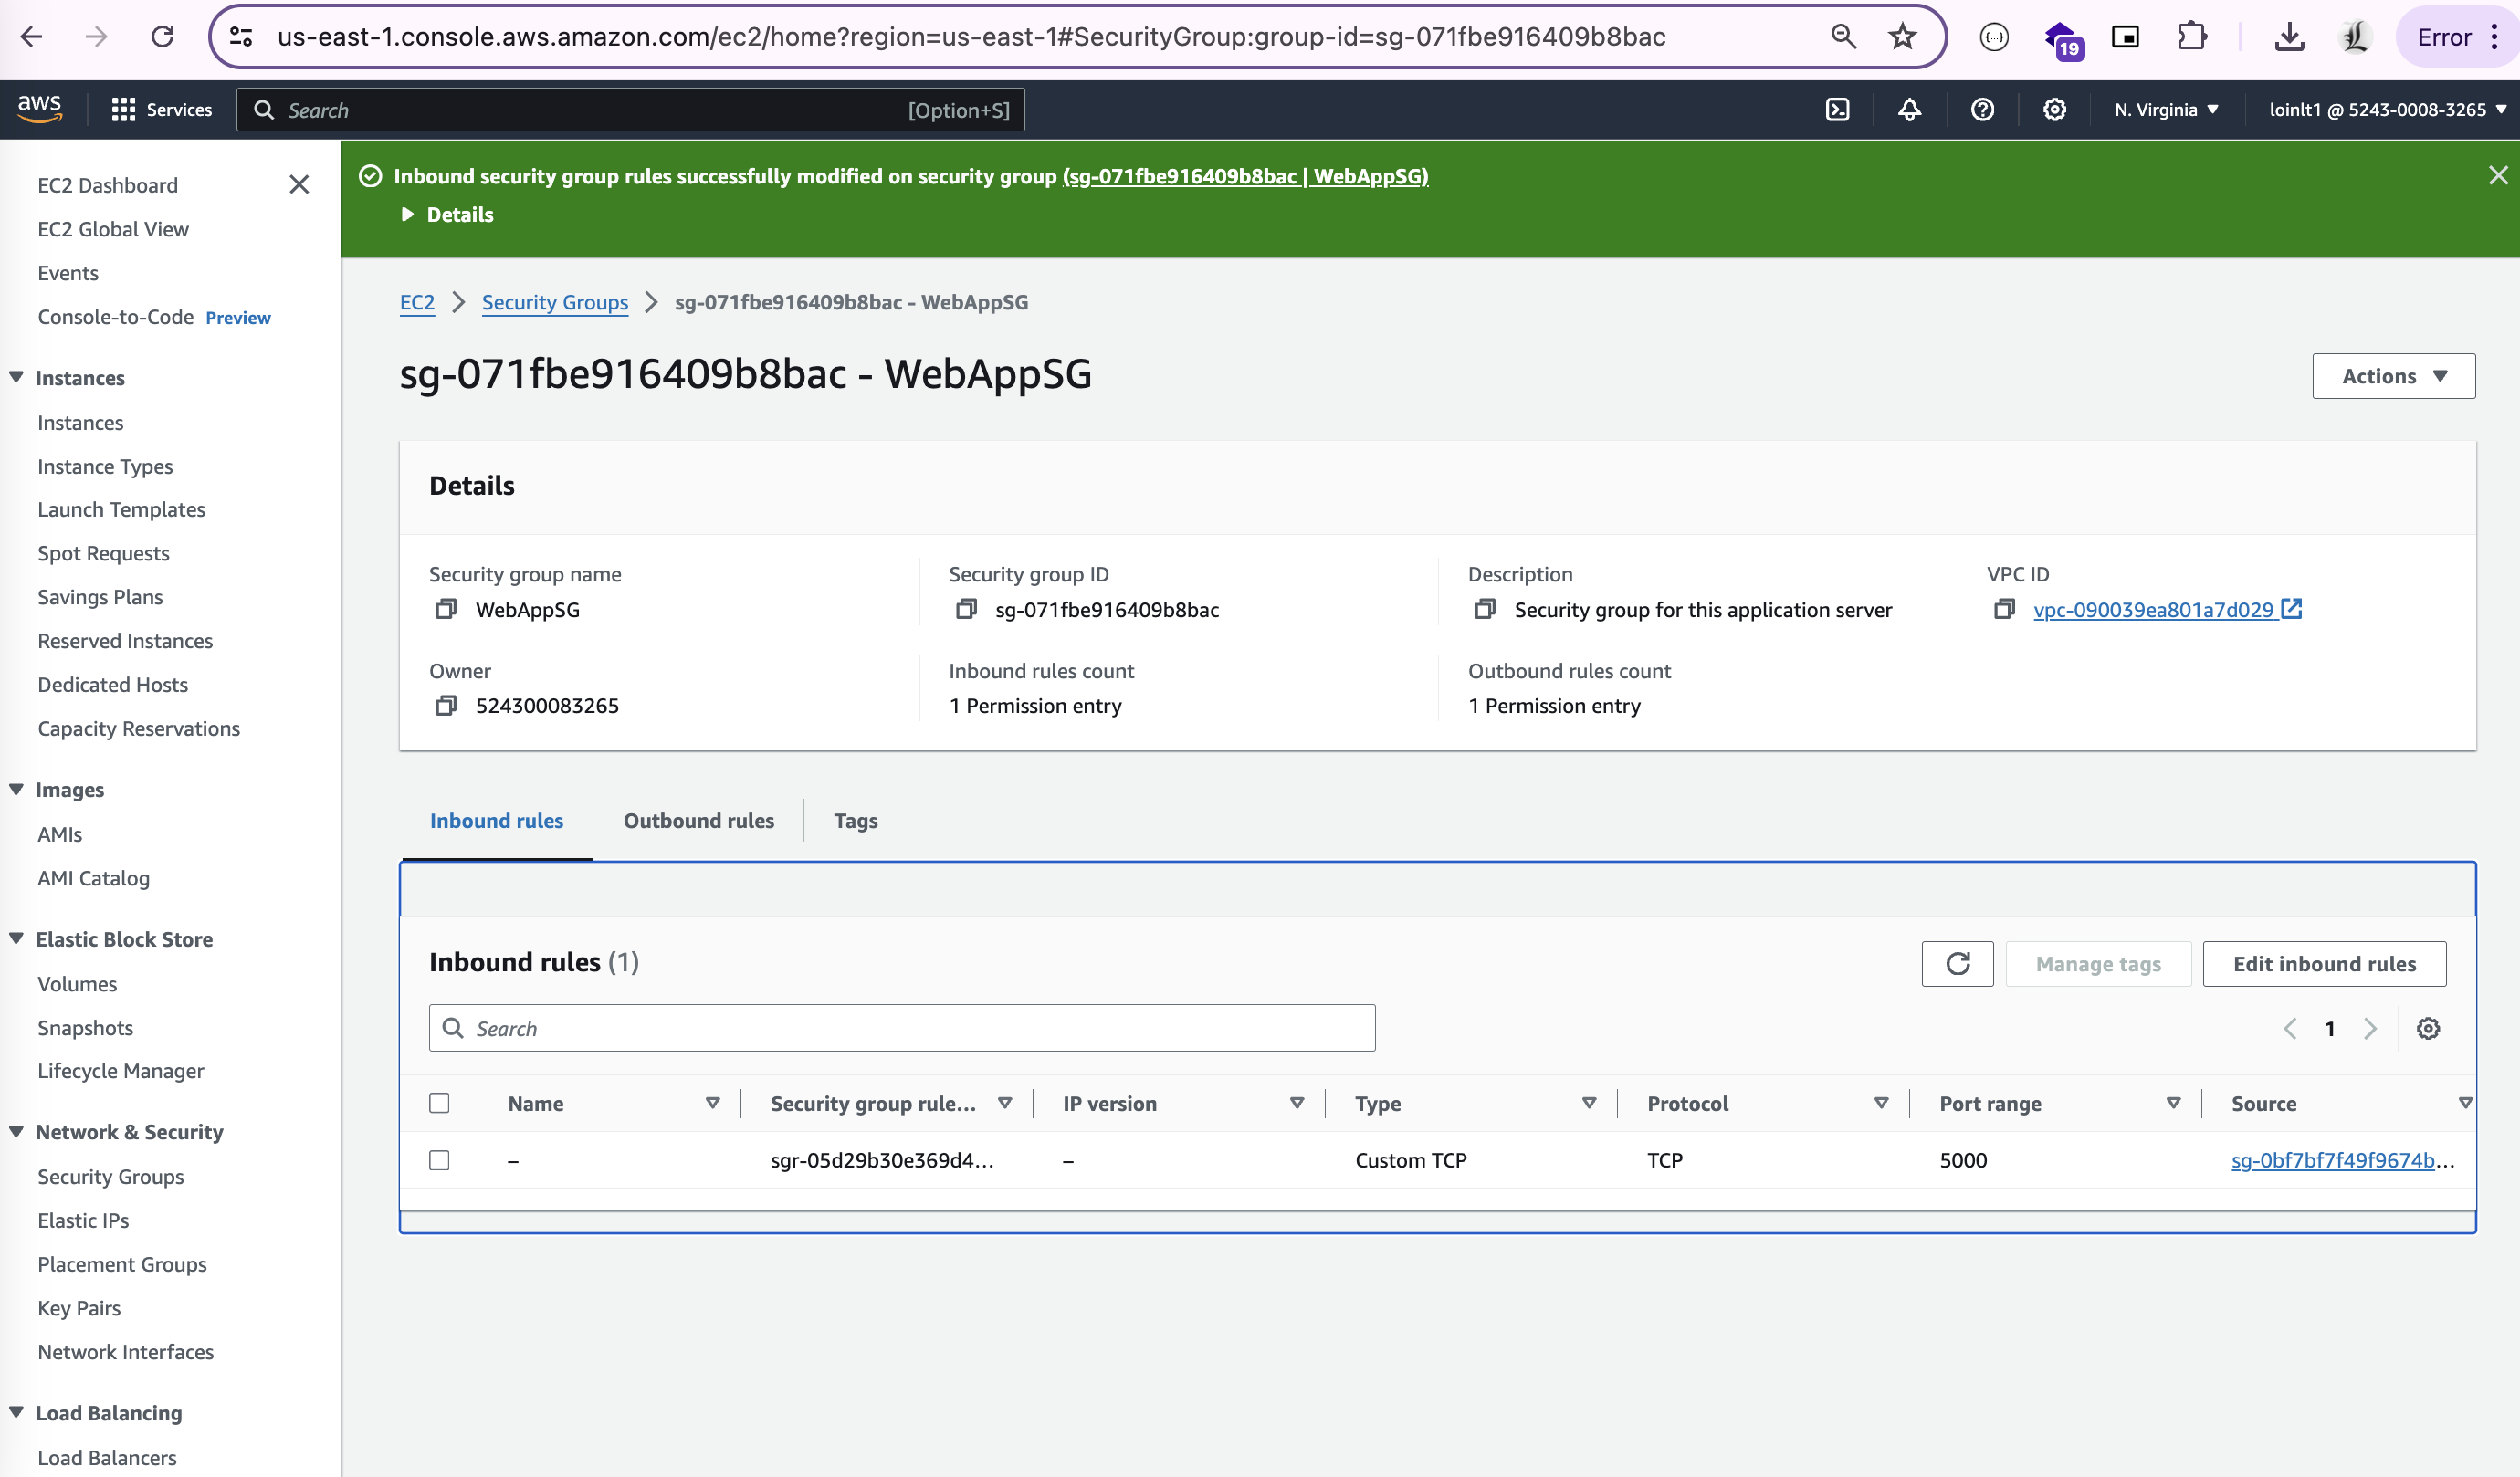 us-east-1.console.aws.amazon.com/ec2/home?region=us-east-1#SecurityGroup:group-id=sg-071fbe916409b8bac
19
Error
aws
Services
Search
[Option+S]
N. Virginia
loinlt1 @ 5243-0008-3265
EC2 Dashboard
EC2 Global View
Events
Console-to-Code Preview
Instances
Instances
Instance Types
Launch Templates
Spot Requests
Savings Plans
Reserved Instances
Dedicated Hosts
Capacity Reservations
Images
AMIs
AMI Catalog
Elastic Block Store
Volumes
Snapshots
Lifecycle Manager
Network & Security
Security Groups
Elastic IPs
Placement Groups
Key Pairs
Network Interfaces
Load Balancing
Load Balancers
Inbound security group rules successfully modified on security group (sg-071fbe916409b8bac | WebAppSG)
Details
EC2 Security Groups sg-071fbe916409b8bac - WebAppSG
sg-071fbe916409b8bac - WebAppSG
Actions
Details
Security group name
WebAppSG
Security group ID
sg-071fbe916409b8bac
Description
Security group for this application server
VPC ID
vpc-090039ea801a7d029
Owner
524300083265
Inbound rules count
1 Permission entry
Outbound rules count
1 Permission entry
Inbound rules
Outbound rules
Tags
Inbound rules (1)
Manage tags
Edit inbound rules
Search
1
Name Security group rule... IP version Type Protocol Port range Source
– sgr-05d29b30e369d4... – Custom TCP TCP 5000 sg-0bf7bf7f49f9674b...